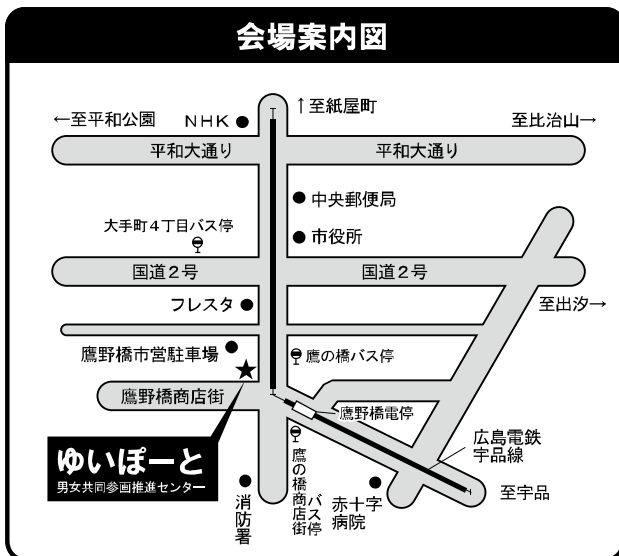 会場案内図
←至平和公園
NHK
↑至紙屋町
至比治山→
平和大通り
平和大通り
中央郵便局
大手町4丁目バス停
市役所
国道2号
国道2号
フレスタ
至出汐→
鷹野橋市営駐車場
鷹の橋バス停
鷹野橋商店街
鷹野橋電停
ゆいぽーと
男女共同参画推進センター
広島電鉄
宇品線
至宇品
消防署
鷹の橋商店街
バス停
赤十字
病院